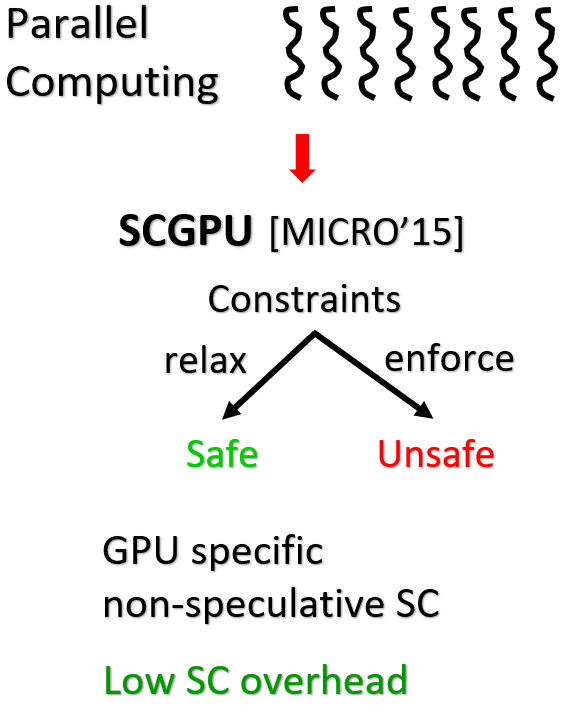 Parallel
Computing
SCGPU [MICRO'15]
Constraints
relax enforce
Safe Unsafe
GPU specific
non-speculative SC
Low SC overhead